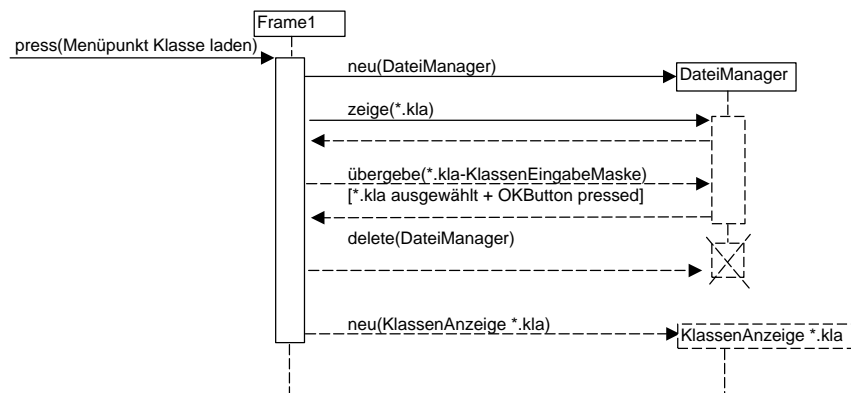 Frame1
press(Menüpunkt Klasse laden)
neu(DateiManager)
DateiManager
zeige(*.kla)
übergebe(*.kla-KlassenEingabeMaske)
[*.kla ausgewählt + OKButton pressed]
delete(DateiManager)
neu(KlassenAnzeige *.kla)
KlassenAnzeige *.kla